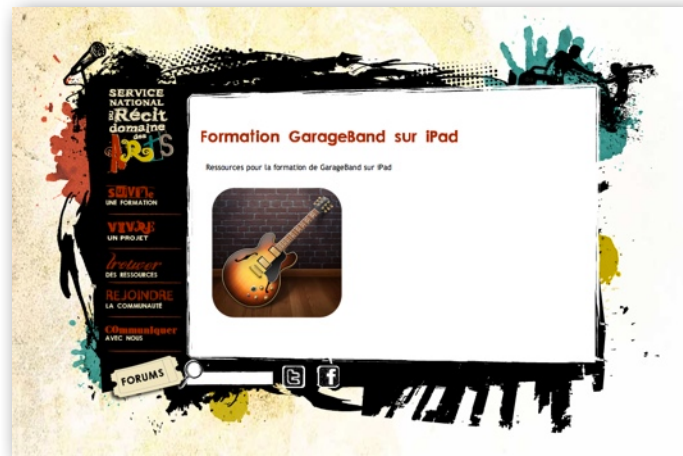 SERVICE
NATIONAL
DU Récit
domaine
des
ARTS
SUIVRe
UNE FORMATION
VIVRE
UN PROJET
trouver
DES RESSOURCES
REJOINDRE
LA COMMUNAUTÉ
COmmuniquer
AVEC NOUS
FORUMS
Formation GarageBand sur iPad
Ressources pour la formation de GarageBand sur iPad